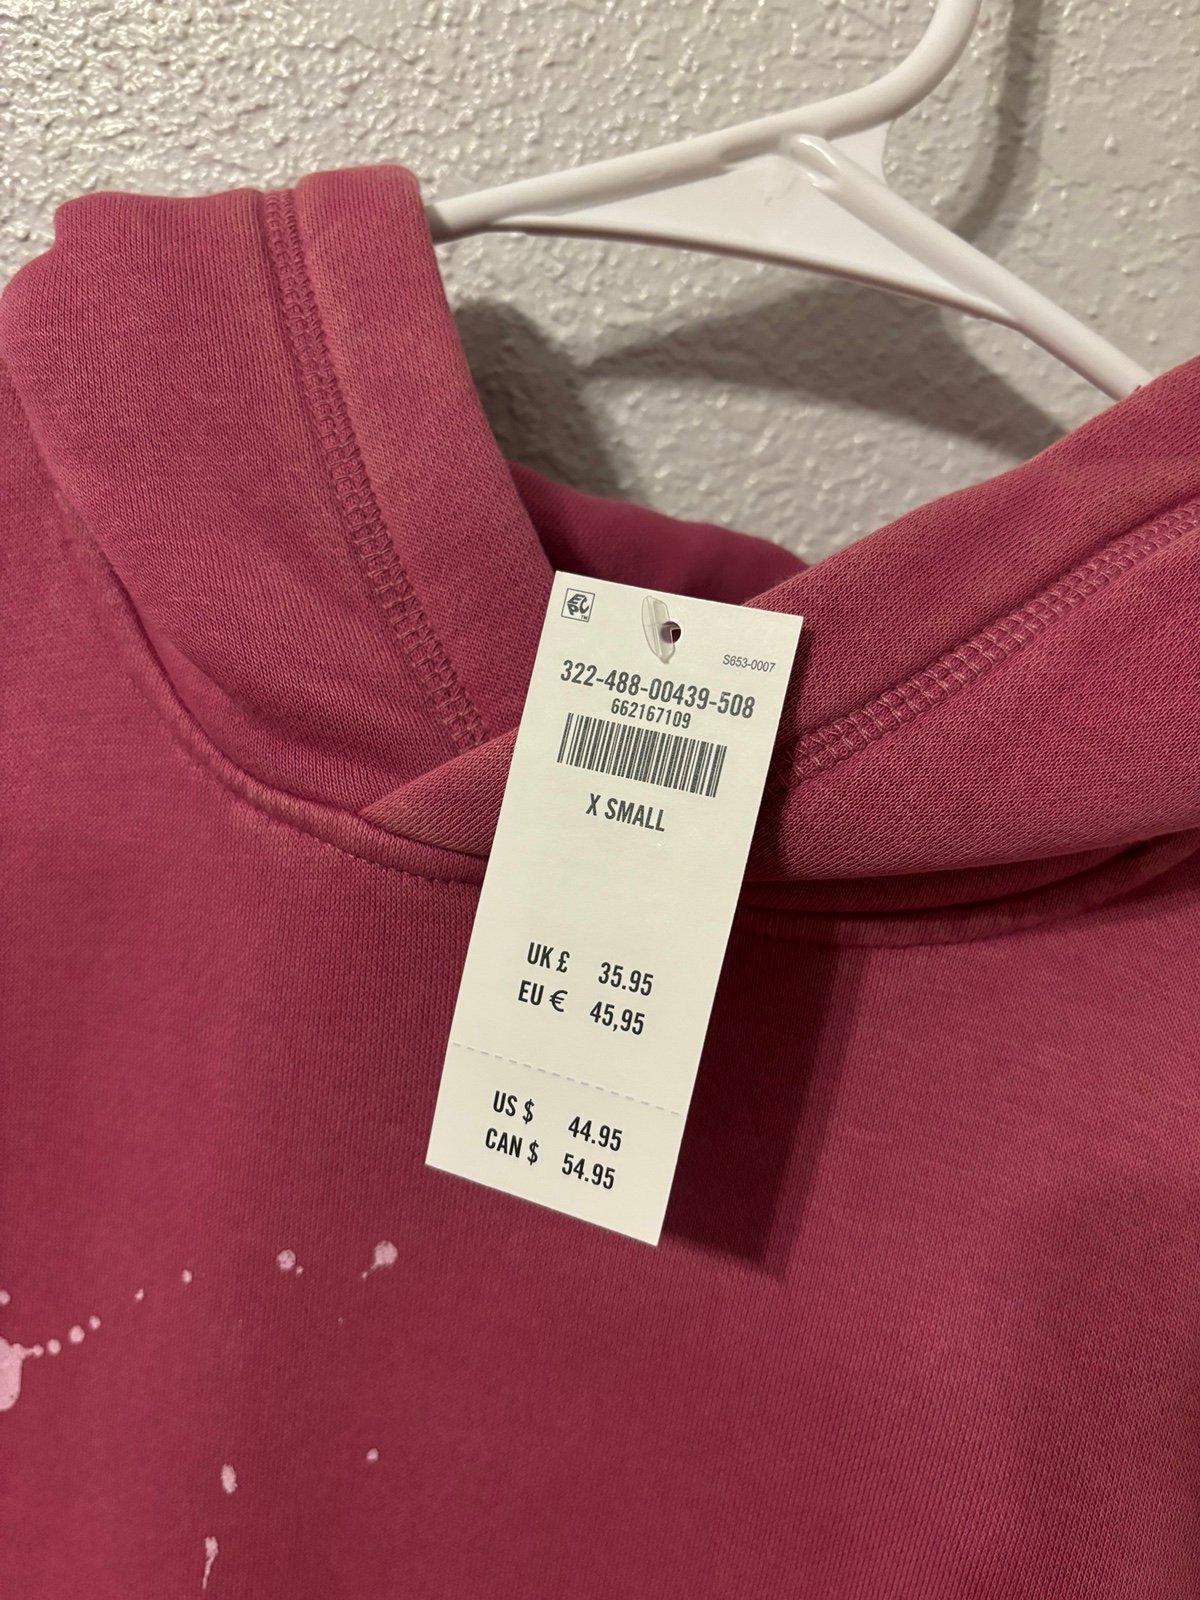 S653-0007
322-488-00439-508
662167109
X SMALL
UK £ 35.95
EU € 45,95
US $ 44.95
CAN $ 54.95